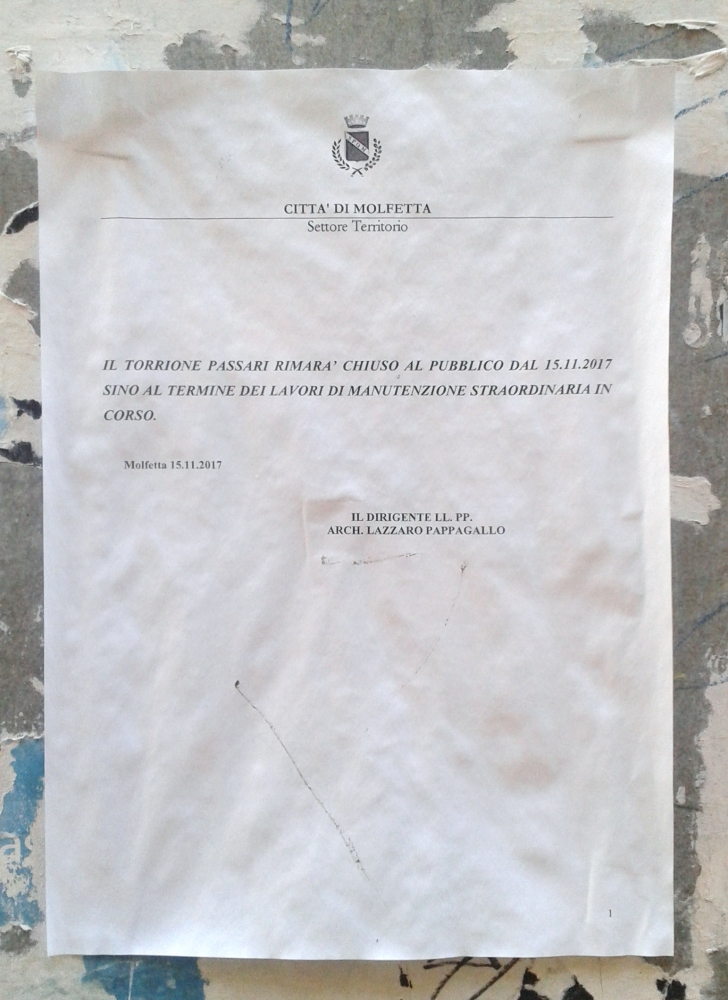 CITTA' DI MOLFETTA
Settore Territorio
IL TORRIONE PASSARI RIMARA' CHIUSO AL PUBBLICO DAL 15.11.2017
SINO AL TERMINE DEI LAVORI DI MANUTENZIONE STRAORDINARIA IN
CORSO.
Molfetta 15.11.2017
IL DIRIGENTE LL. PP.
ARCH. LAZZARO PAPPAGALLO
1